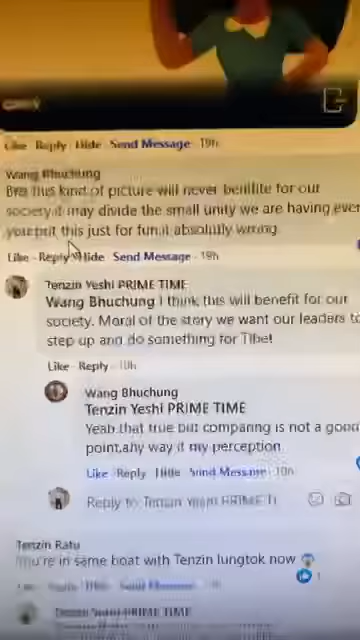 Like Reply Hide Send Message 19h
Wang Bhuchung
Bro this kind of picture will never benifite for our
society.it may divide the small unity we are having even
you put this just for fun.it absolutly wrong.
Like · Reply · Hide Send Message · 19h
Tenzin Yeshi PRIME TIME
Wang Bhuchung I think this will benefit for our
society. Moral of the story we want our leaders to
step up and do something for Tibet
Like · Reply · 10h
Wang Bhuchung
Tenzin Yeshi PRIME TIME
Yeah that true but comparing is not a good
point.any way it my perception
Like Reply Hide Send Message · 10h
Reply to Tenzin Yeshi PRIME TI
Tenzin Ratu
You're in same boat with Tenzin lungtok now
1
Tenzin Yeshi PRIME TIME